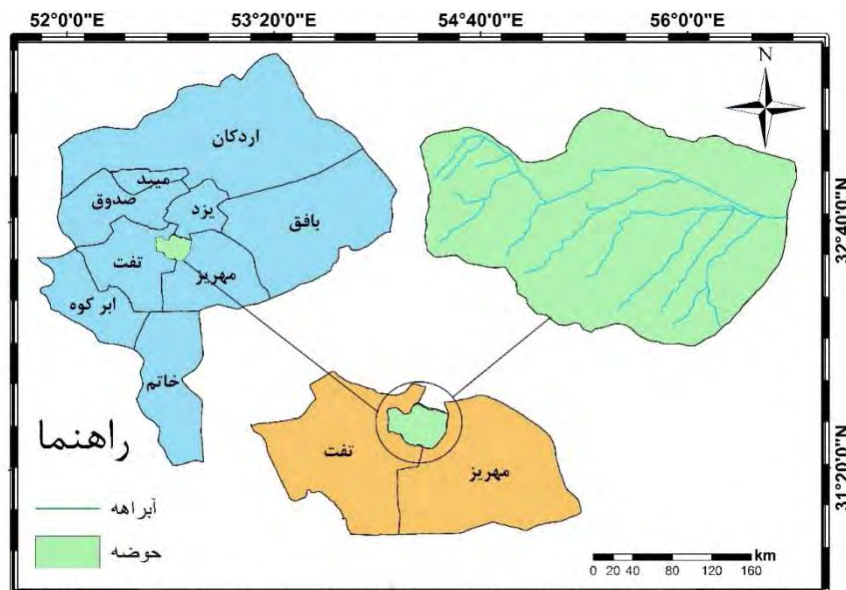 52°0'0"E 53°20'0"E 54°40'0"E 56°0'0"E
N
اردکان
میبد
صدوق
یزد
بافق
تفت
مهریز
ابر کوه
خاتم
32°40'0"N
31°20'0"N
تفت
مهریز
راهنما
آبراهه
حوضه
km
0 20 40 80 120 160